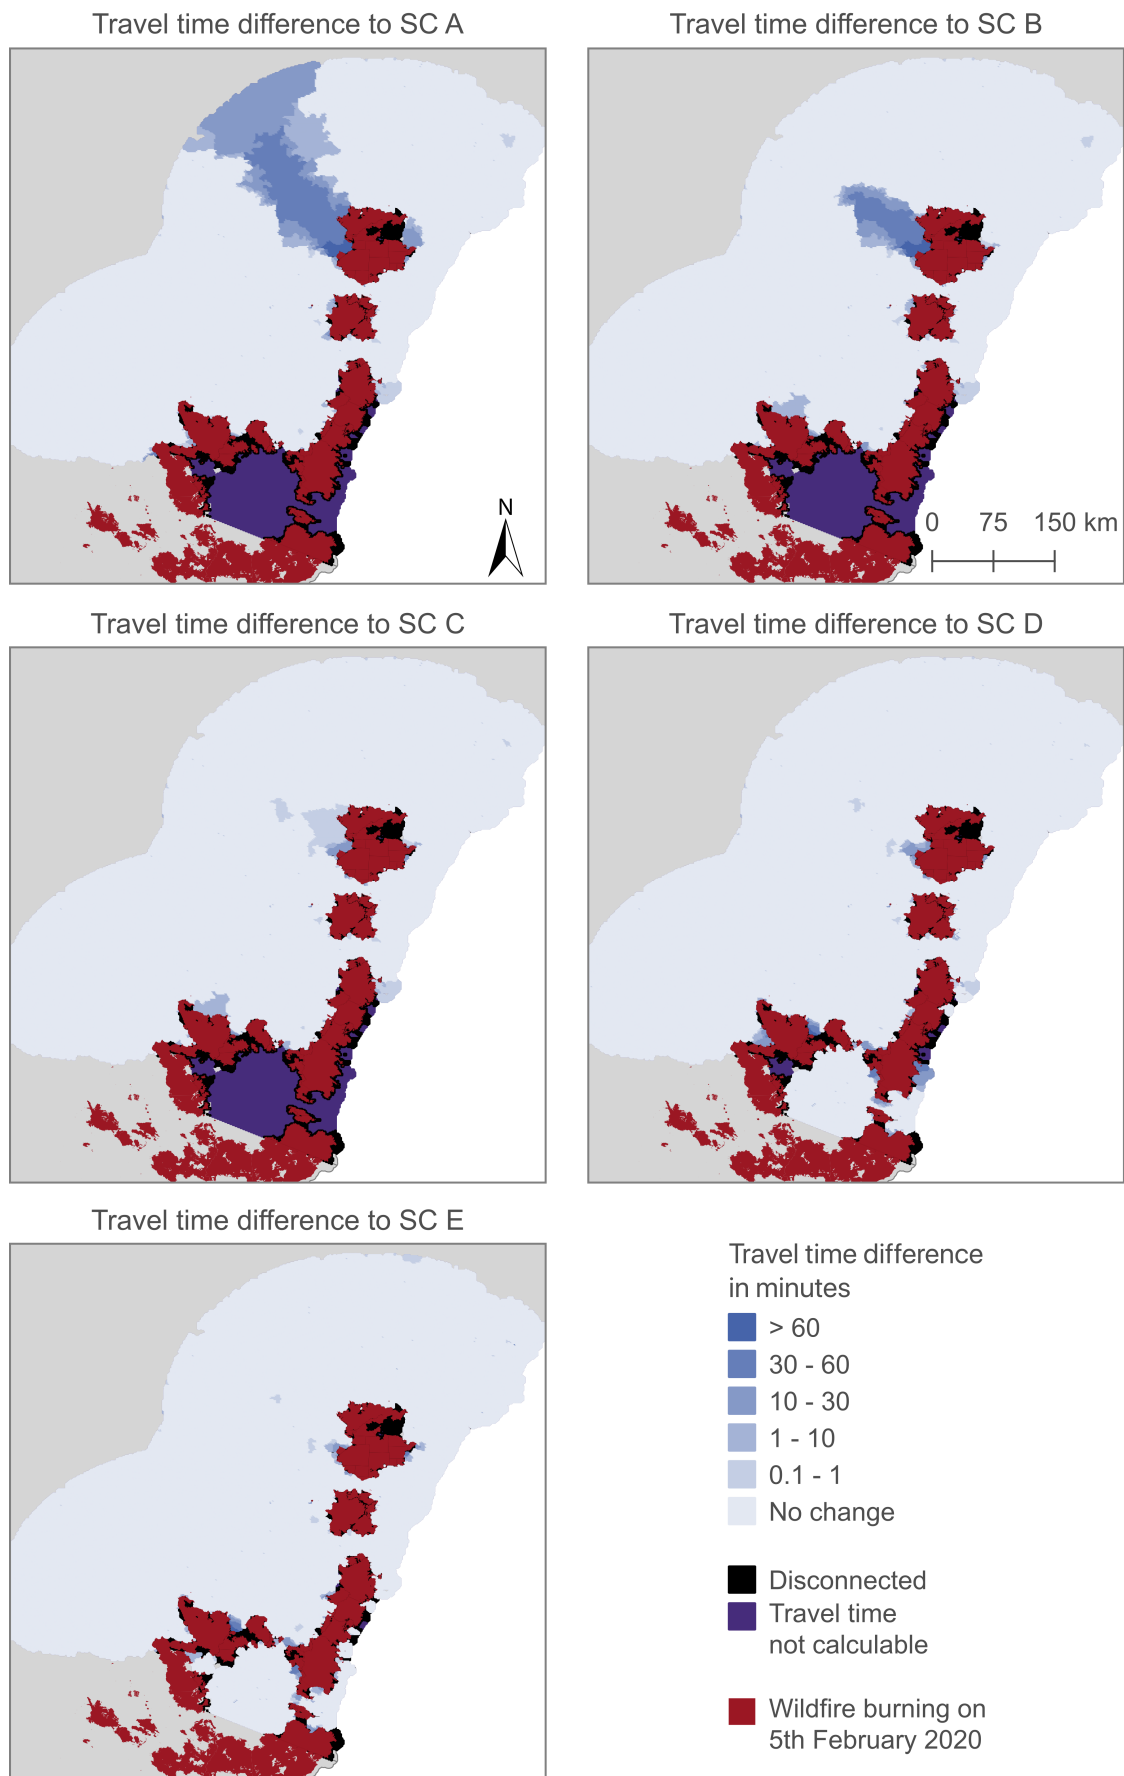 Travel time difference to SC A
Travel time difference to SC B
N
0 75 150 km
Travel time difference to SC C
Travel time difference to SC D
Travel time difference to SC E
Travel time difference
in minutes
> 60
30 - 60
10 - 30
1 - 10
0.1 - 1
No change
Disconnected
Travel time
not calculable
Wildfire burning on
5th February 2020